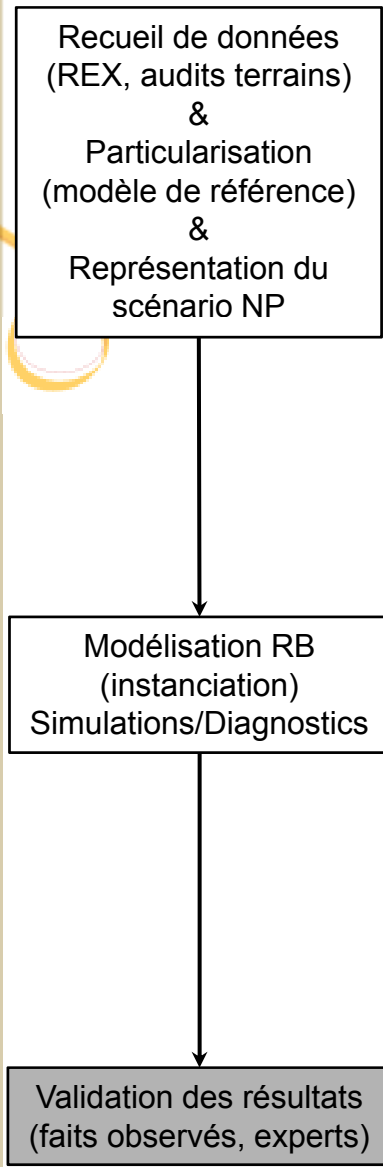 Recueil de données
(REX, audits terrains)
&
Particularisation
(modèle de référence)
&
Représentation du
scénario NP
Modélisation RB
(instanciation)
Simulations/Diagnostics
Validation des résultats
(faits observés, experts)